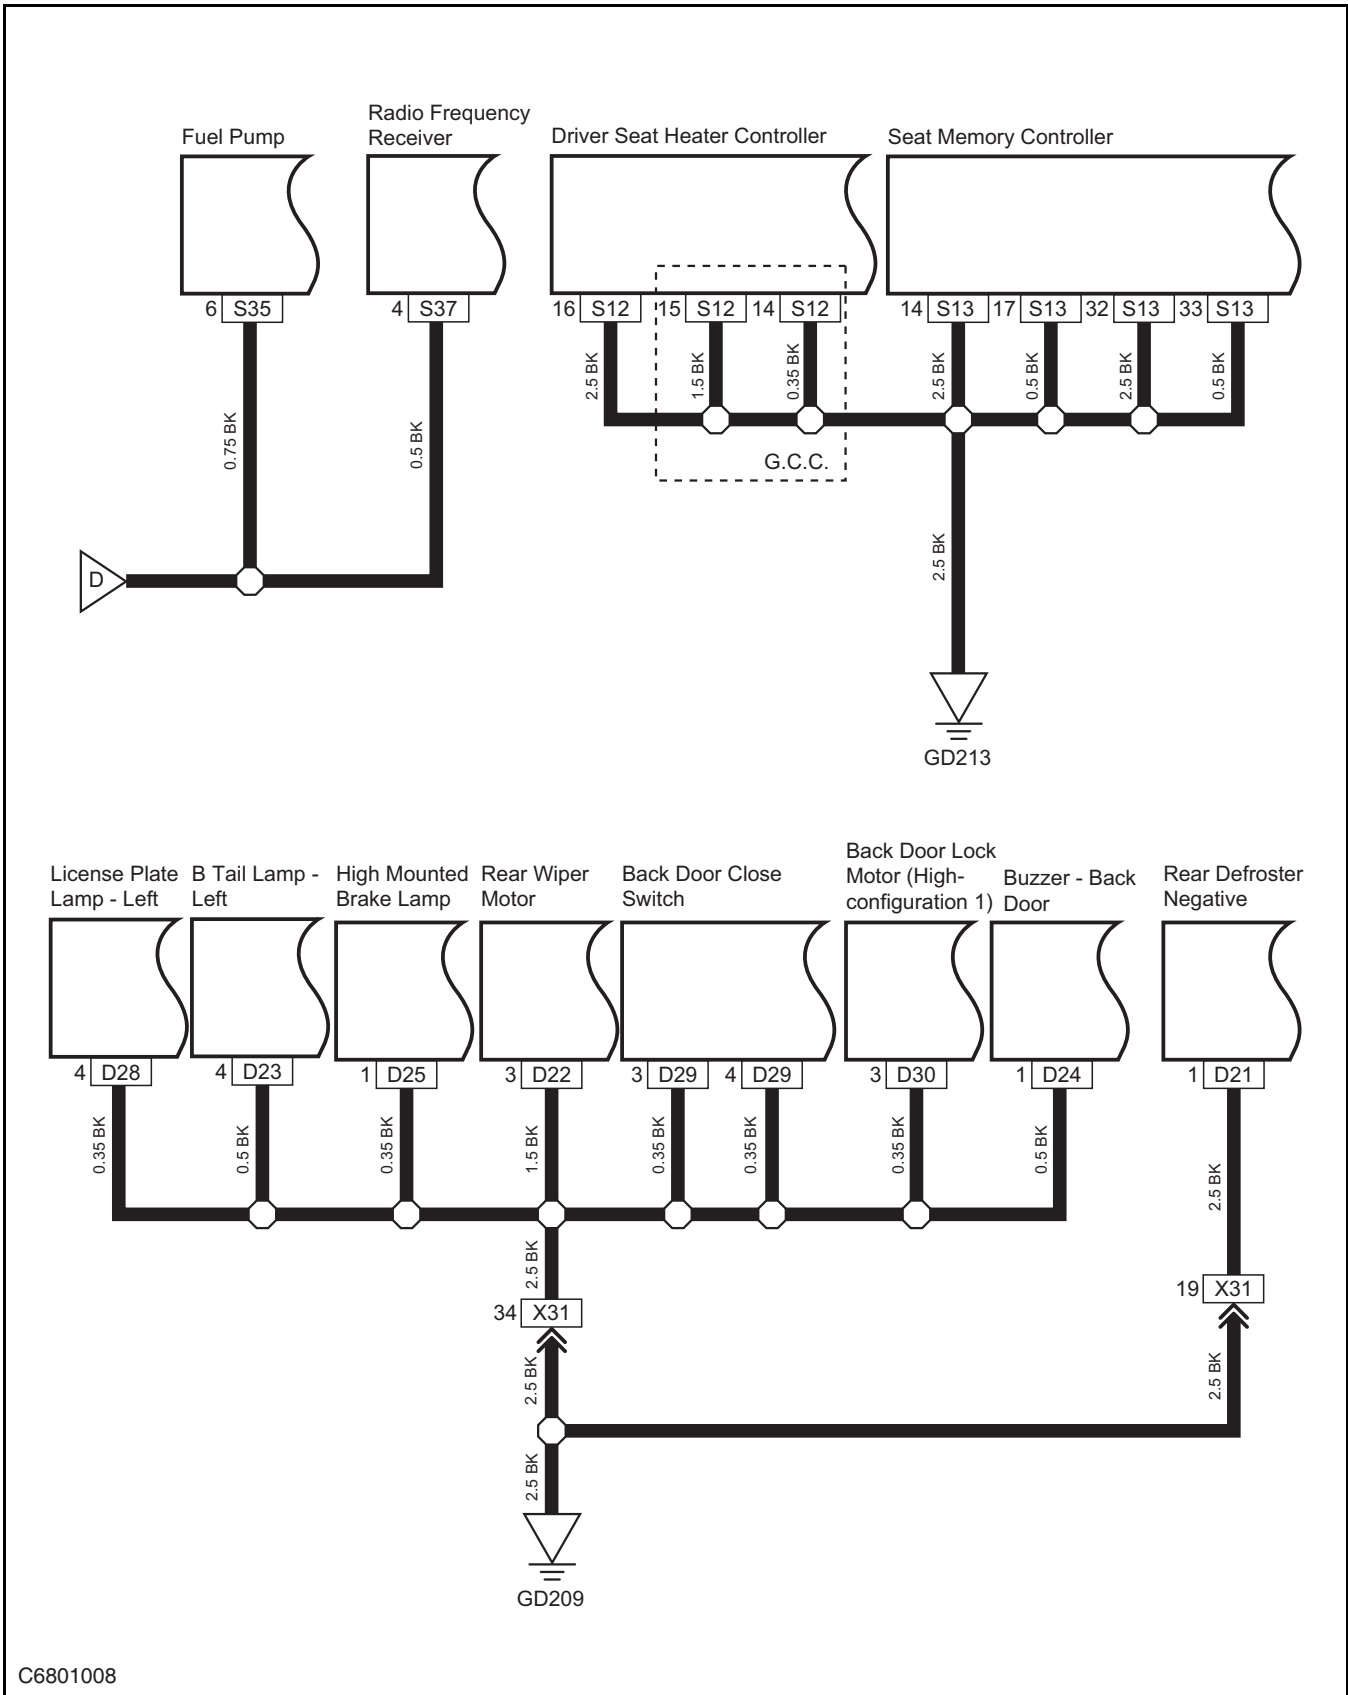 Fuel Pump
Radio Frequency
Receiver
Driver Seat Heater Controller
Seat Memory Controller
6 S35
4 S37
16 S12
15 S12
14 S12
14 S13
17 S13
32 S13
33 S13
0.75 BK
0.5 BK
2.5 BK
1.5 BK
0.35 BK
2.5 BK
0.5 BK
2.5 BK
0.5 BK
G.C.C.
D
2.5 BK
GD213
License Plate
Lamp - Left
B Tail Lamp -
Left
High Mounted
Brake Lamp
Rear Wiper
Motor
Back Door Close
Switch
Back Door Lock
Motor (High-
configuration 1)
Buzzer - Back
Door
Rear Defroster
Negative
4 D28
4 D23
1 D25
3 D22
3 D29
4 D29
3 D30
1 D24
1 D21
0.35 BK
0.5 BK
0.35 BK
1.5 BK
0.35 BK
0.35 BK
0.35 BK
0.5 BK
2.5 BK
2.5 BK
34 X31
19 X31
2.5 BK
2.5 BK
2.5 BK
GD209
C6801008